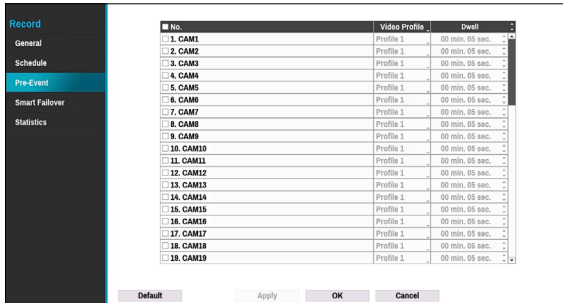 Record
General
Schedule
Pre-Event
Smart Failover
Statistics
No. Video Profile Dwell
1. CAM1 Profile 1 00 min. 05 sec.
2. CAM2 Profile 1 00 min. 05 sec.
3. CAM3 Profile 1 00 min. 05 sec.
4. CAM4 Profile 1 00 min. 05 sec.
5. CAM5 Profile 1 00 min. 05 sec.
6. CAM6 Profile 1 00 min. 05 sec.
7. CAM7 Profile 1 00 min. 05 sec.
8. CAM8 Profile 1 00 min. 05 sec.
9. CAM9 Profile 1 00 min. 05 sec.
10. CAM10 Profile 1 00 min. 05 sec.
11. CAM11 Profile 1 00 min. 05 sec.
12. CAM12 Profile 1 00 min. 05 sec.
13. CAM13 Profile 1 00 min. 05 sec.
14. CAM14 Profile 1 00 min. 05 sec.
15. CAM15 Profile 1 00 min. 05 sec.
16. CAM16 Profile 1 00 min. 05 sec.
17. CAM17 Profile 1 00 min. 05 sec.
18. CAM18 Profile 1 00 min. 05 sec.
19. CAM19 Profile 1 00 min. 05 sec.
Default Apply OK Cancel